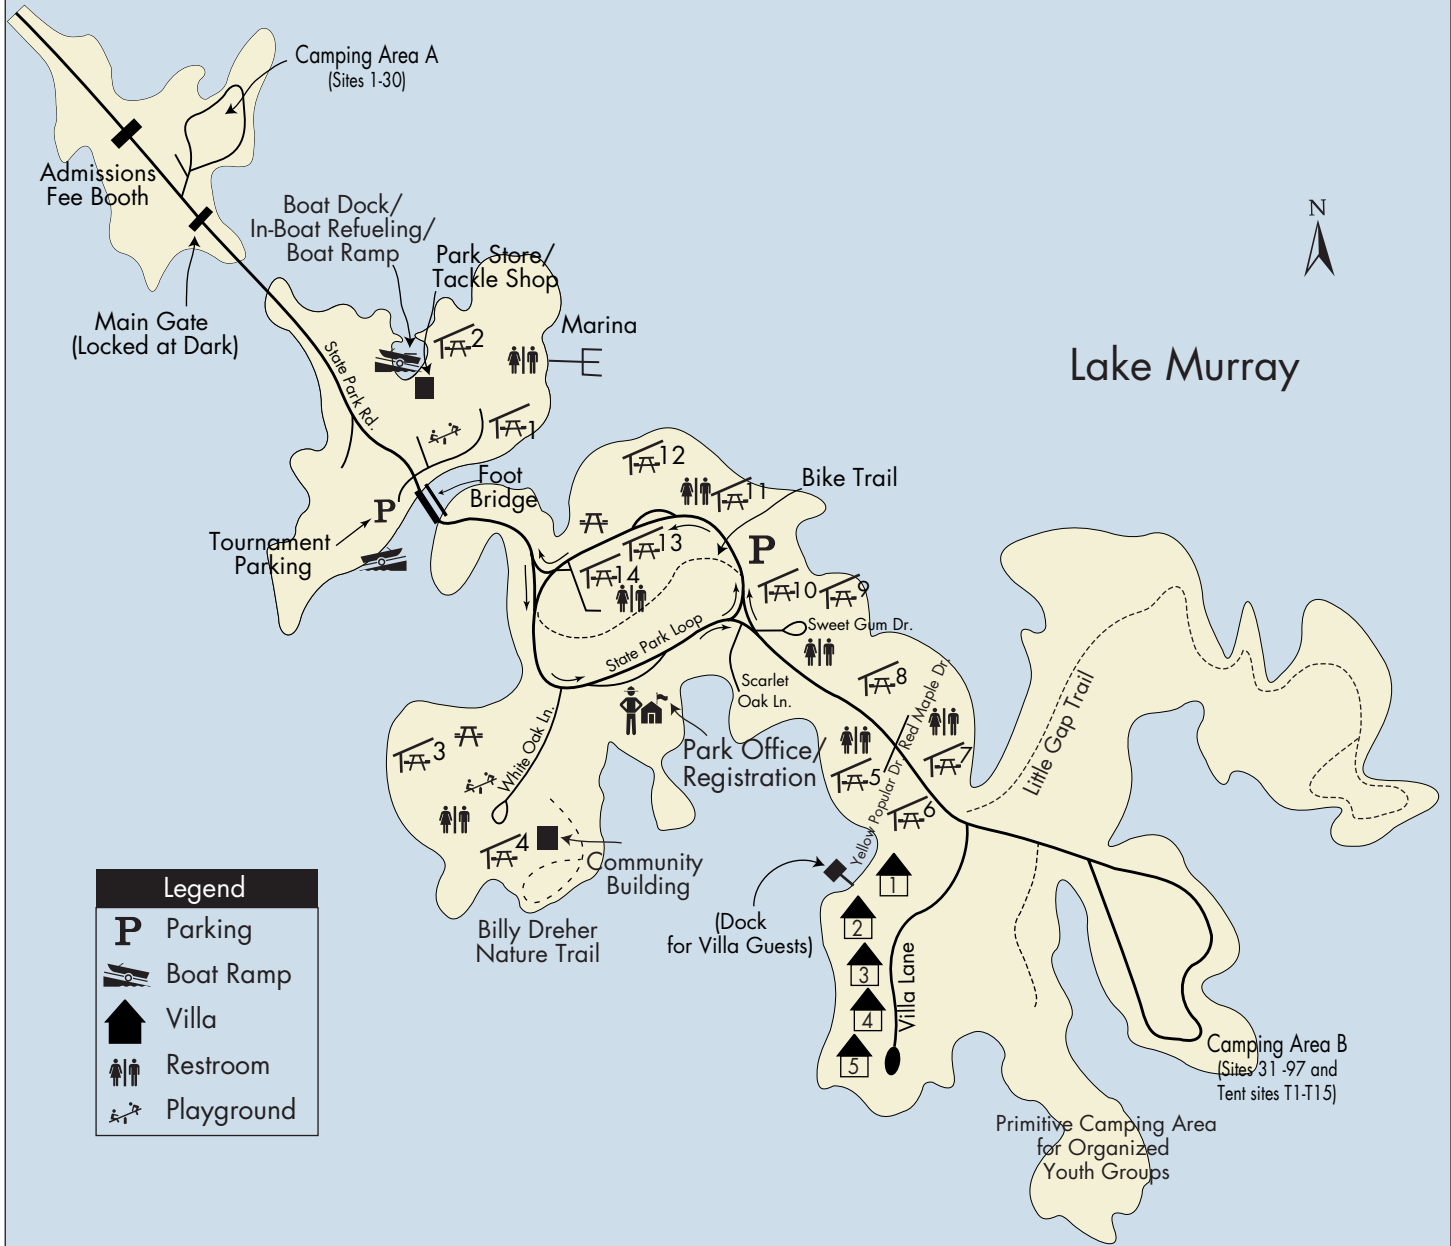 Camping Area A
(Sites 1-30)
Admissions
Fee Booth
Boat Dock/
In-Boat Refueling/
Boat Ramp
Park Store/
Tackle Shop
N
Main Gate
(Locked at Dark)
Marina
2
Lake Murray
State Park Rd.
1
Foot
Bridge
12
11
Bike Trail
P
Tournament
Parking
13
14
P
10
9
Sweet Gum Dr.
State Park Loop
Scarlet
Oak Ln.
8
Red Maple Dr.
Little Gap Trail
White Oak Ln.
3
Park Office/
Registration
5
7
Yellow Popular Dr.
6
4
Community
Building
Billy Dreher
Nature Trail
(Dock
for Villa Guests)
1
2
3
4
5
Villa Lane
Camping Area B
(Sites 31 -97 and
Tent sites T1-T15)
Primitive Camping Area
for Organized
Youth Groups
Legend
P Parking
Boat Ramp
Villa
Restroom
Playground